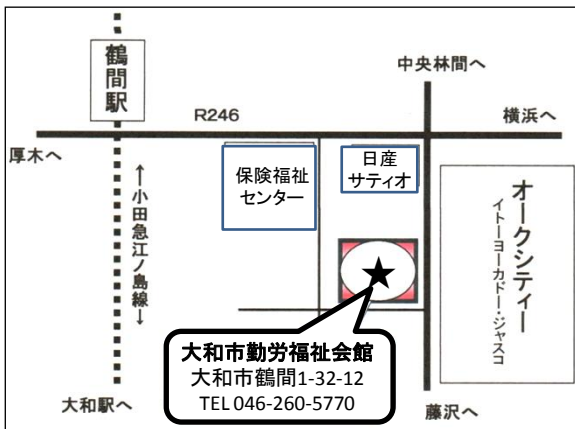 鶴間駅
中央林間へ
R246
横浜へ
厚木へ
保険福祉
センター
日産
サティオ
←小田急江ノ島線→
オークシティー
イトーヨーカドー・ジャスコ
★
大和市勤労福祉会館
大和市鶴間1-32-12
TEL 046-260-5770
大和駅へ
藤沢へ